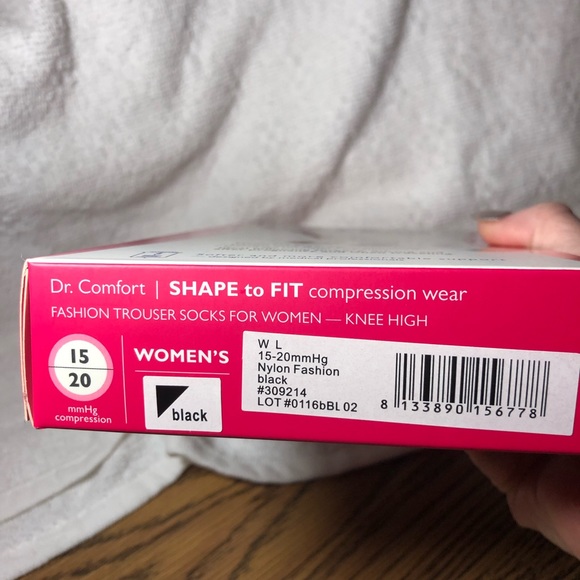 Dr. Comfort | SHAPE to FIT compression wear
FASHION TROUSER SOCKS FOR WOMEN — KNEE HIGH
15
20
mmHg
compression
WOMEN'S
black
W L
15-20mmHg
Nylon Fashion
black
#309214
LOT #0116bBL 02
8 133890 156778